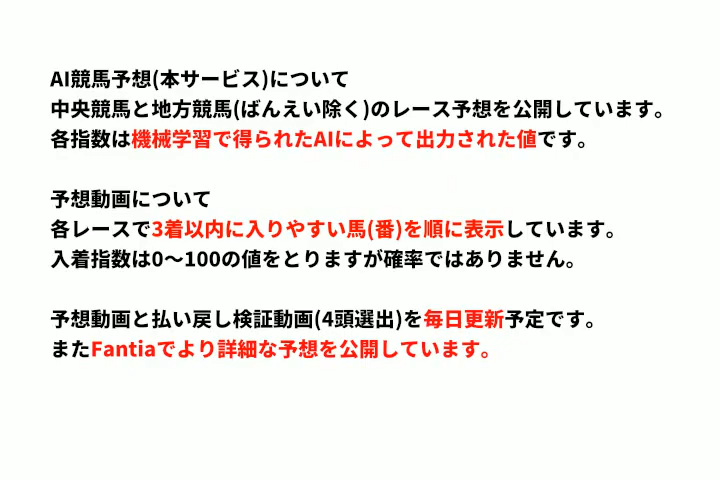 AI競馬予想(本サービス)について
中央競馬と地方競馬(ばんえい除く)のレース予想を公開しています。
各指数は機械学習で得られたAIによって出力された値です。
予想動画について
各レースで3着以内に入りやすい馬(番)を順に表示しています。
入着指数は0〜100の値をとりますが確率ではありません。
予想動画と払い戻し検証動画(4頭選出)を毎日更新予定です。
またFantiaでより詳細な予想を公開しています。